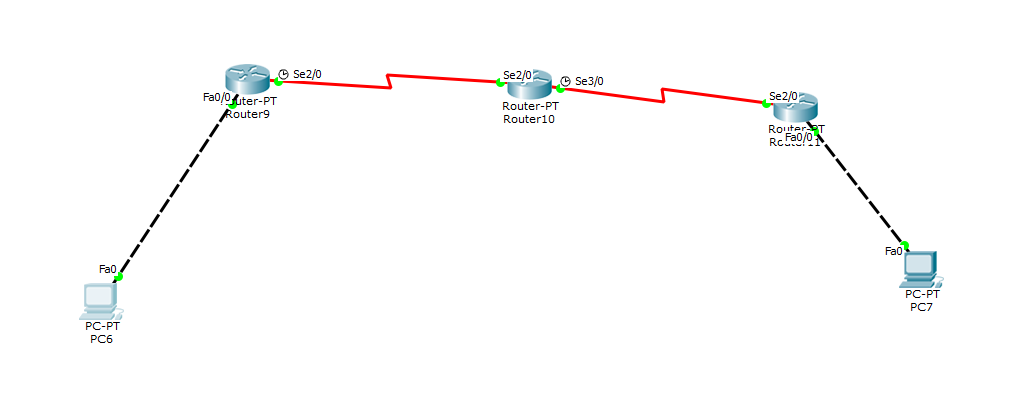 Se2/0
Fa0/0
Router-PT
Router9
Se2/0
Se3/0
Router-PT
Router10
Se2/0
Router-PT
Fa0/0
Router11
Fa0
PC-PT
PC6
Fa0
PC-PT
PC7